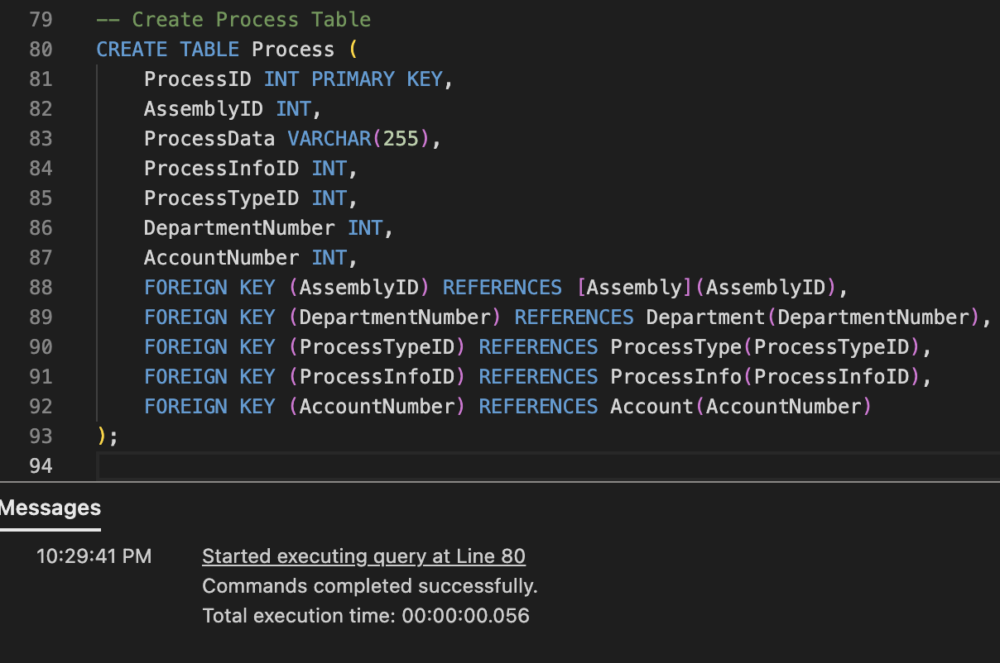 79 -- Create Process Table
80 CREATE TABLE Process (
81 ProcessID INT PRIMARY KEY,
82 AssemblyID INT,
83 ProcessData VARCHAR(255),
84 ProcessInfoID INT,
85 ProcessTypeID INT,
86 DepartmentNumber INT,
87 AccountNumber INT,
88 FOREIGN KEY (AssemblyID) REFERENCES [Assembly](AssemblyID),
89 FOREIGN KEY (DepartmentNumber) REFERENCES Department(DepartmentNumber),
90 FOREIGN KEY (ProcessTypeID) REFERENCES ProcessType(ProcessTypeID),
91 FOREIGN KEY (ProcessInfoID) REFERENCES ProcessInfo(ProcessInfoID),
92 FOREIGN KEY (AccountNumber) REFERENCES Account(AccountNumber)
93 );
94
Messages
10:29:41 PM Started executing query at Line 80
Commands completed successfully.
Total execution time: 00:00:00.056